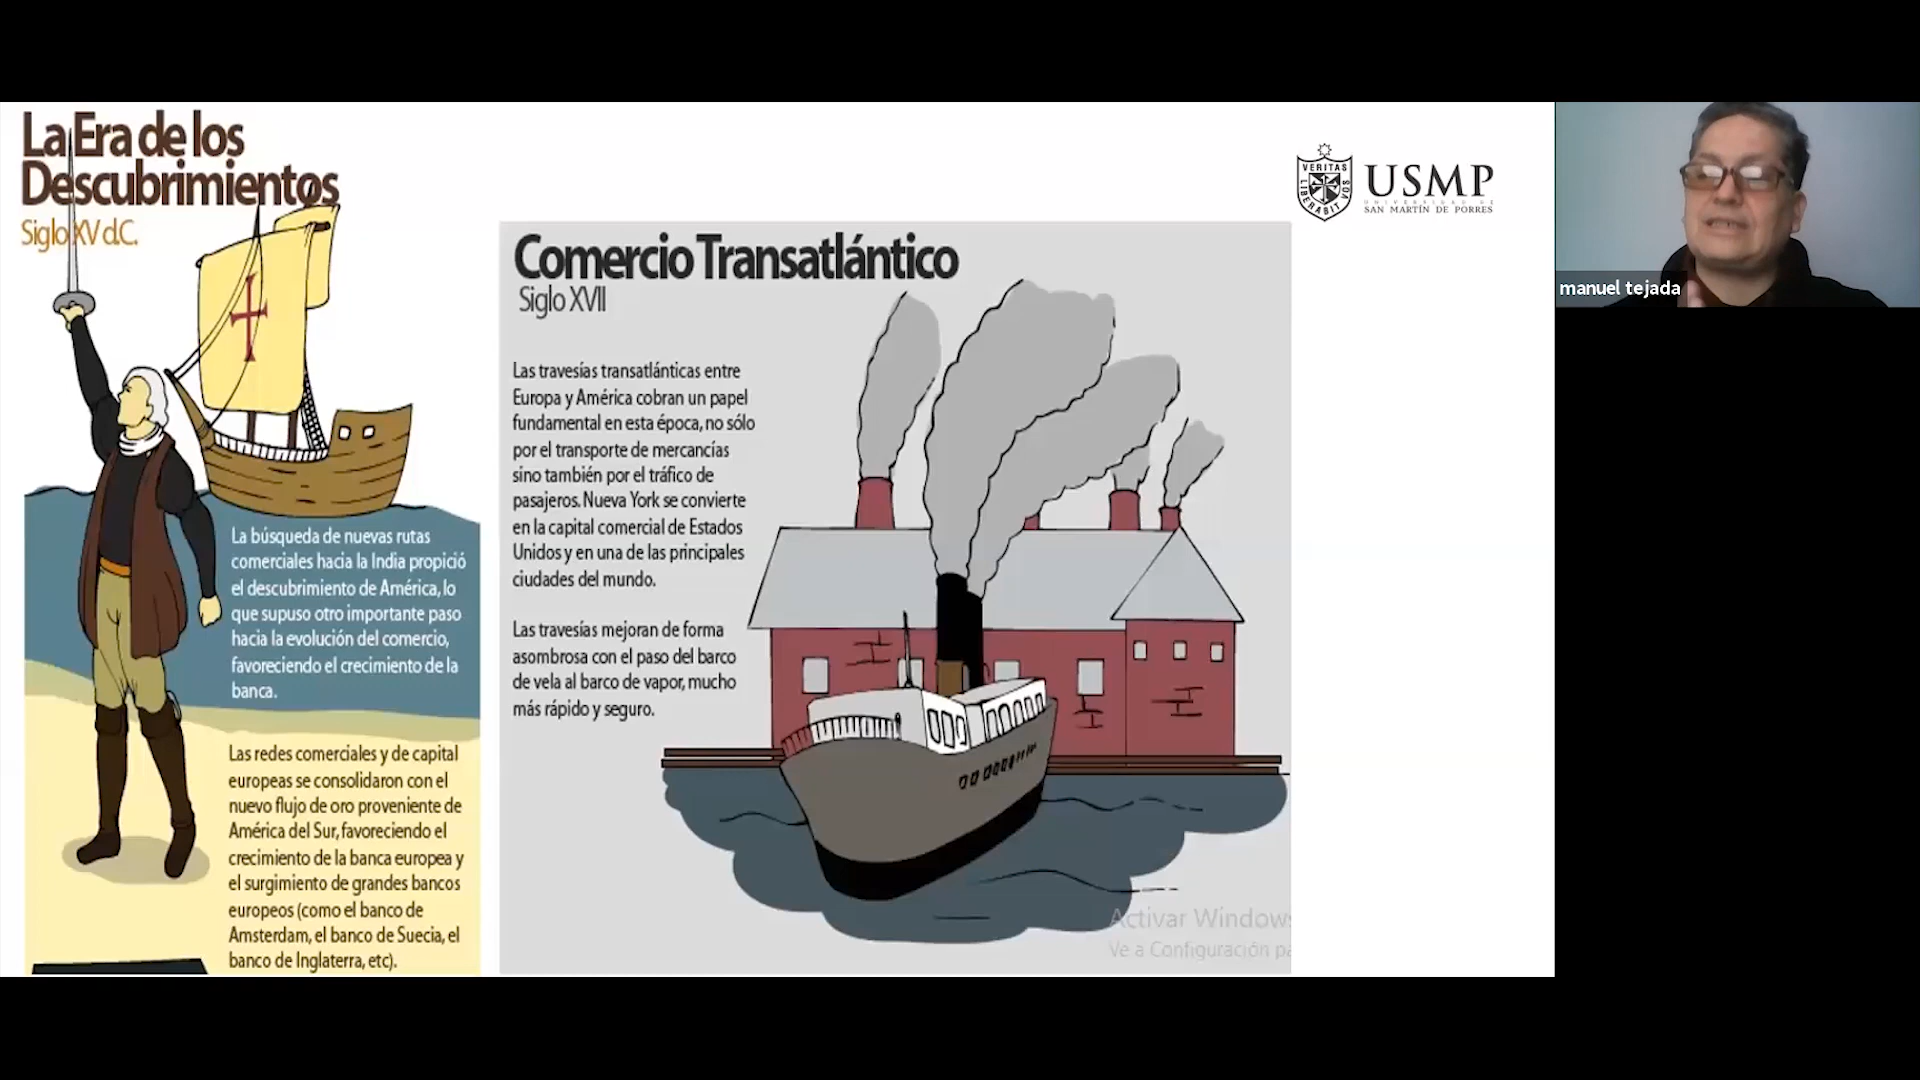 La Era de los
Descubrimientos
Siglo XV d.C.
La búsqueda de nuevas rutas
comerciales hacia la India propició
el descubrimiento de América, lo
que supuso otro importante paso
hacia la evolución del comercio,
favoreciendo el crecimiento de la
banca.
Las redes comerciales y de capital
europeas se consolidaron con el
nuevo flujo de oro proveniente de
América del Sur, favoreciendo el
crecimiento de la banca europea y
el surgimiento de grandes bancos
europeos (como el banco de
Amsterdam, el banco de Suecia, el
banco de Inglaterra, etc).
Comercio Transatlántico
Siglo XVII
Las travesías transatlánticas entre
Europa y América cobran un papel
fundamental en esta época, no sólo
por el transporte de mercancías
sino también por el tráfico de
pasajeros. Nueva York se convierte
en la capital comercial de Estados
Unidos y en una de las principales
ciudades del mundo.
Las travesías mejoran de forma
asombrosa con el paso del barco
de vela al barco de vapor, mucho
más rápido y seguro.
Activar Windows
Ve a Configuración pa
VERITAS
LIBERABIT VOS
USMP
UNIVERSIDAD DE
SAN MARTÍN DE PORRES
manuel tejada